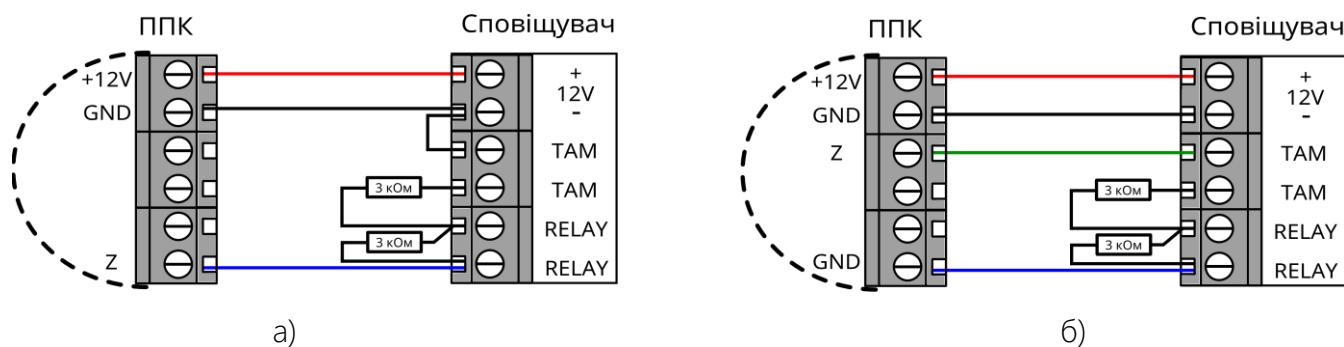 ППК Сповіщувач
+12V
GND
Z
+
12V
-
TAM
TAM
RELAY
RELAY
3 кОм
3 кОм
а)
ППК Сповіщувач
+12V
GND
Z
GND
+
12V
-
TAM
TAM
RELAY
RELAY
3 кОм
3 кОм
б)